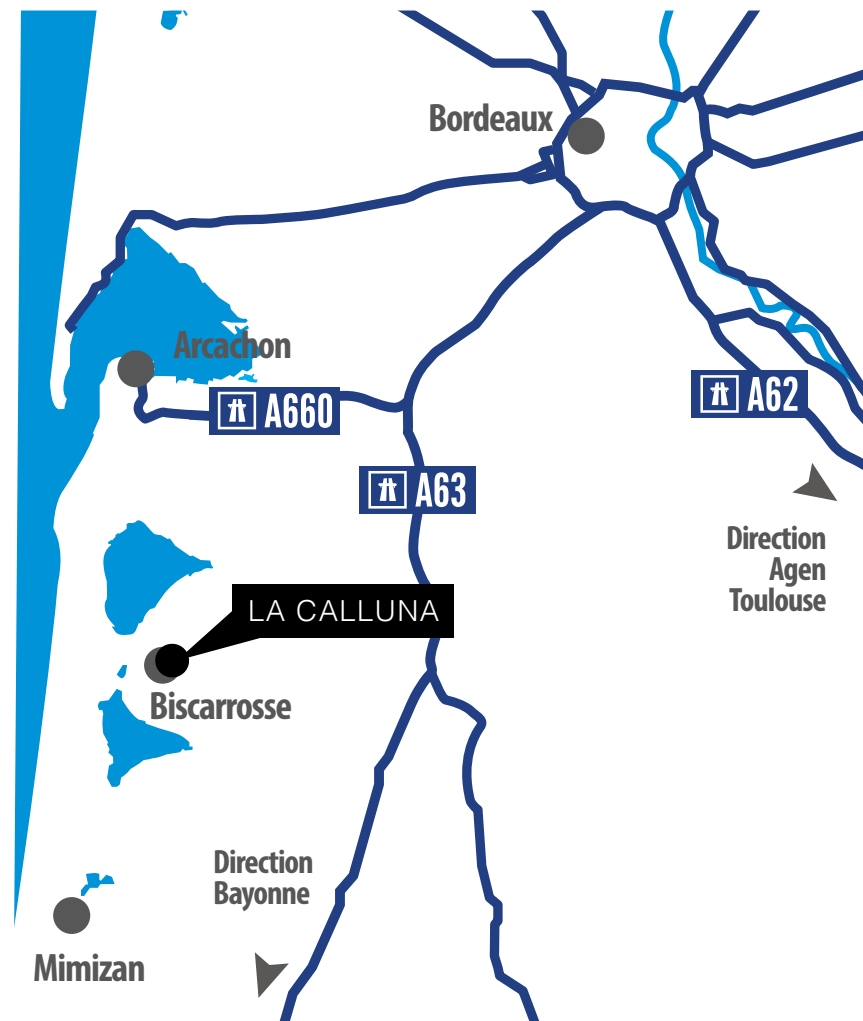 Bordeaux
Arcachon
A660
A62
A63
Direction
Agen
Toulouse
LA CALLUNA
Biscarrosse
Direction
Bayonne
Mimizan